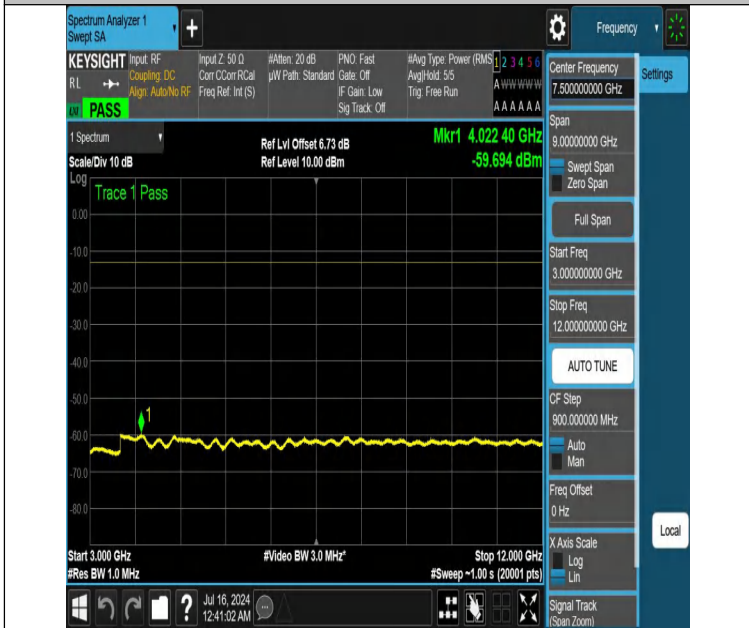 Spectrum Analyzer 1
Swept SA
Frequency
KEYSIGHT
RL
PASS
Input: RF
Coupling: DC
Align: Auto/No RF
Input Z: 50 Ω
Corr CCorr RCal
Freq Ref: Int (S)
#Atten: 20 dB
µW Path: Standard
PNO: Fast
Gate: Off
IF Gain: Low
Sig Track: Off
#Avg Type: Power (RMS
Avg|Hold: 5/5
Trig: Free Run
1 2 3 4 5 6
A W W W W W
A A A A A A
1 Spectrum
Scale/Div 10 dB
Ref Lvl Offset 6.73 dB
Ref Level 10.00 dBm
Mkr1 4.022 40 GHz
-59.694 dBm
Log
Trace 1 Pass
0.00
-10.0
-20.0
-30.0
-40.0
-50.0
-60.0
-70.0
-80.0
1
Start 3.000 GHz
#Res BW 1.0 MHz
#Video BW 3.0 MHz*
Stop 12.000 GHz
#Sweep ~1.00 s (20001 pts)
Jul 16, 2024
12:41:02 AM
Center Frequency
7.500000000 GHz
Settings
Span
9.00000000 GHz
Swept Span
Zero Span
Full Span
Start Freq
3.000000000 GHz
Stop Freq
12.000000000 GHz
AUTO TUNE
CF Step
900.000000 MHz
Auto
Man
Freq Offset
0 Hz
X Axis Scale
Log
Lin
Local
Signal Track
(Span Zoom)